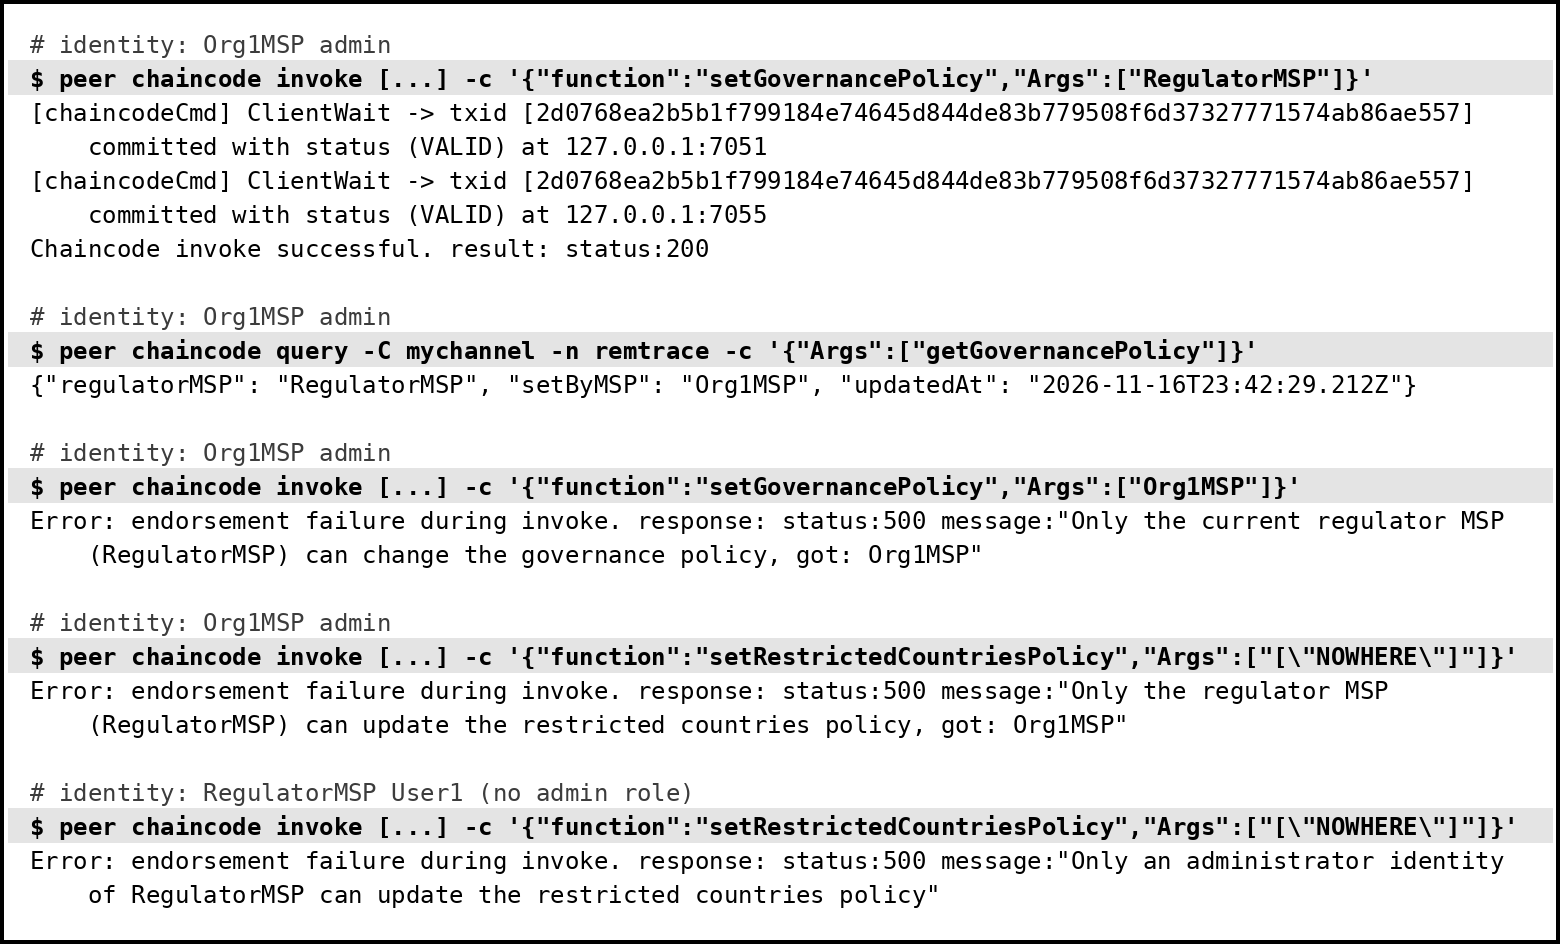 # identity: Org1MSP admin
$ peer chaincode invoke [...] -c '{"function":"setGovernancePolicy","Args":["RegulatorMSP"]}'
[chaincodeCmd] ClientWait -> txid [2d0768ea2b5b1f799184e74645d844de83b779508f6d37327771574ab86ae557]
    committed with status (VALID) at 127.0.0.1:7051
[chaincodeCmd] ClientWait -> txid [2d0768ea2b5b1f799184e74645d844de83b779508f6d37327771574ab86ae557]
    committed with status (VALID) at 127.0.0.1:7055
Chaincode invoke successful. result: status:200

# identity: Org1MSP admin
$ peer chaincode query -C mychannel -n remtrace -c '{"Args":["getGovernancePolicy"]}'
{"regulatorMSP": "RegulatorMSP", "setByMSP": "Org1MSP", "updatedAt": "2026-11-16T23:42:29.212Z"}

# identity: Org1MSP admin
$ peer chaincode invoke [...] -c '{"function":"setGovernancePolicy","Args":["Org1MSP"]}'
Error: endorsement failure during invoke. response: status:500 message:"Only the current regulator MSP
    (RegulatorMSP) can change the governance policy, got: Org1MSP"

# identity: Org1MSP admin
$ peer chaincode invoke [...] -c '{"function":"setRestrictedCountriesPolicy","Args":["[\"NOWHERE\"]"]}'
Error: endorsement failure during invoke. response: status:500 message:"Only the regulator MSP
    (RegulatorMSP) can update the restricted countries policy, got: Org1MSP"

# identity: RegulatorMSP User1 (no admin role)
$ peer chaincode invoke [...] -c '{"function":"setRestrictedCountriesPolicy","Args":["[\"NOWHERE\"]"]}'
Error: endorsement failure during invoke. response: status:500 message:"Only an administrator identity
    of RegulatorMSP can update the restricted countries policy"